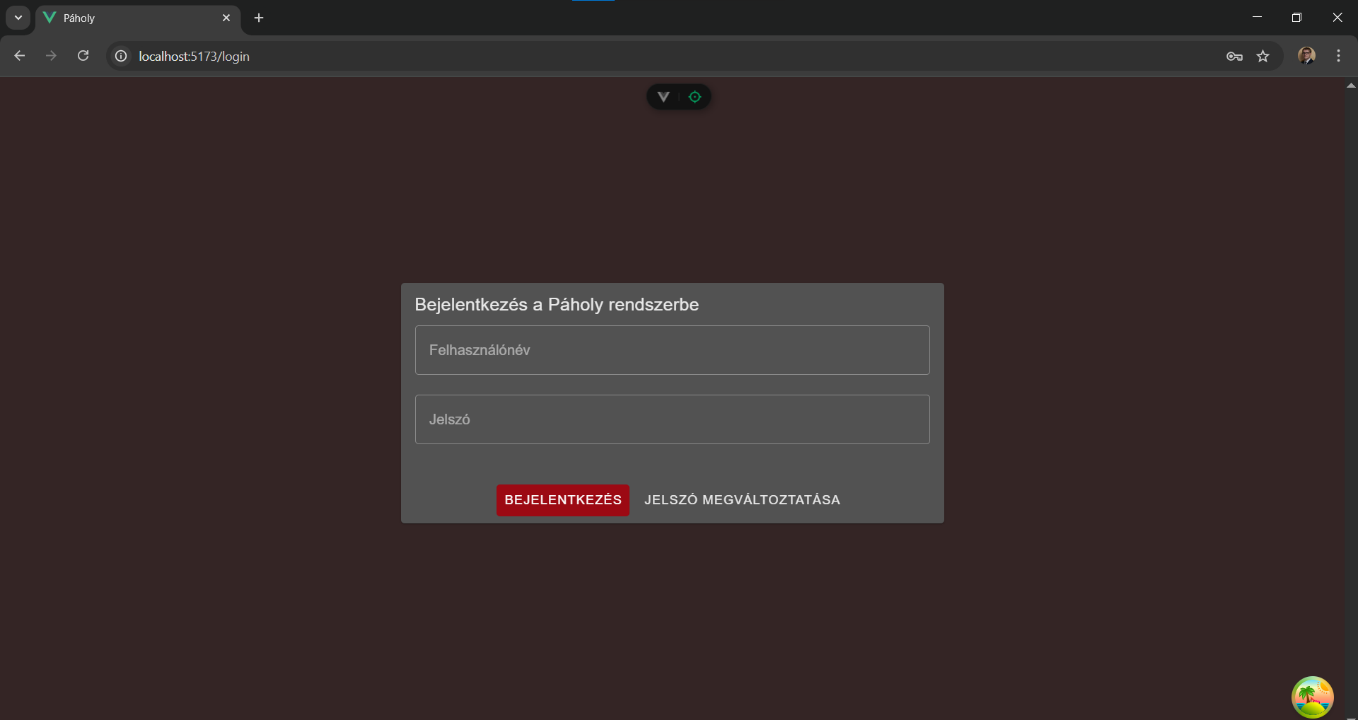 Páholy
localhost:5173/login
Bejelentkezés a Páholy rendszerbe
Felhasználónév
Jelszó
BEJELENTKEZÉS JELSZÓ MEGVÁLTOZTATÁSA